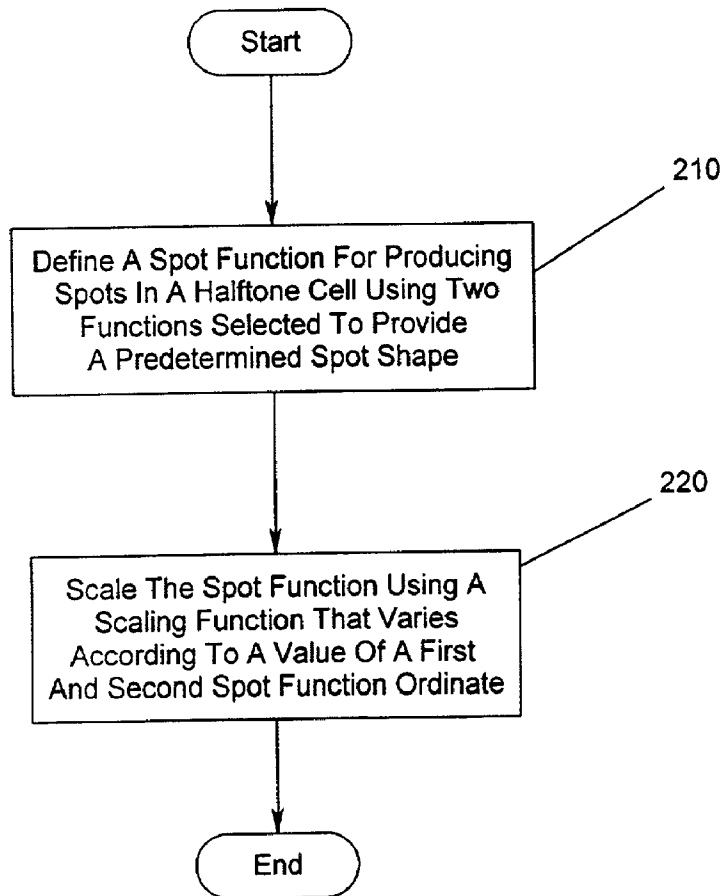 Start
210
Define A Spot Function For Producing
Spots In A Halftone Cell Using Two
Functions Selected To Provide
A Predetermined Spot Shape
220
Scale The Spot Function Using A
Scaling Function That Varies
According To A Value Of A First
And Second Spot Function Ordinate
End